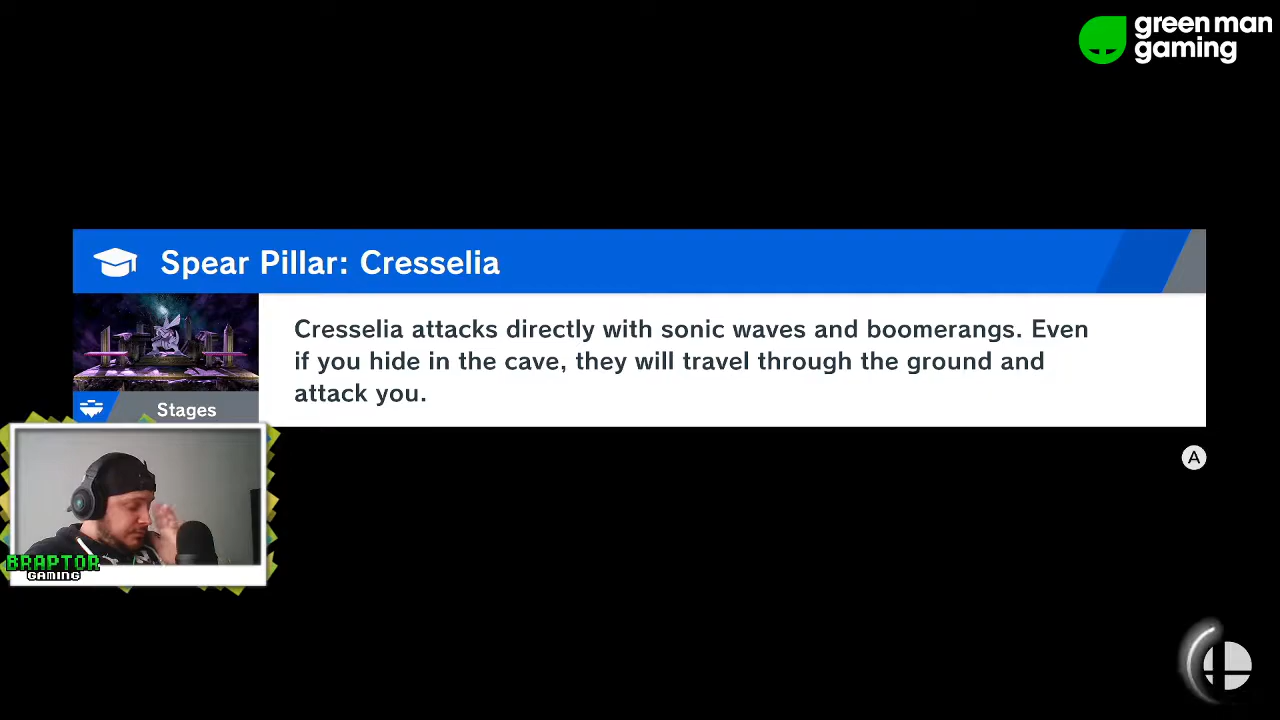 green man
gaming
Spear Pillar: Cresselia
Cresselia attacks directly with sonic waves and boomerangs. Even
if you hide in the cave, they will travel through the ground and
attack you.
Stages
A
BRAPTOR
GAMING